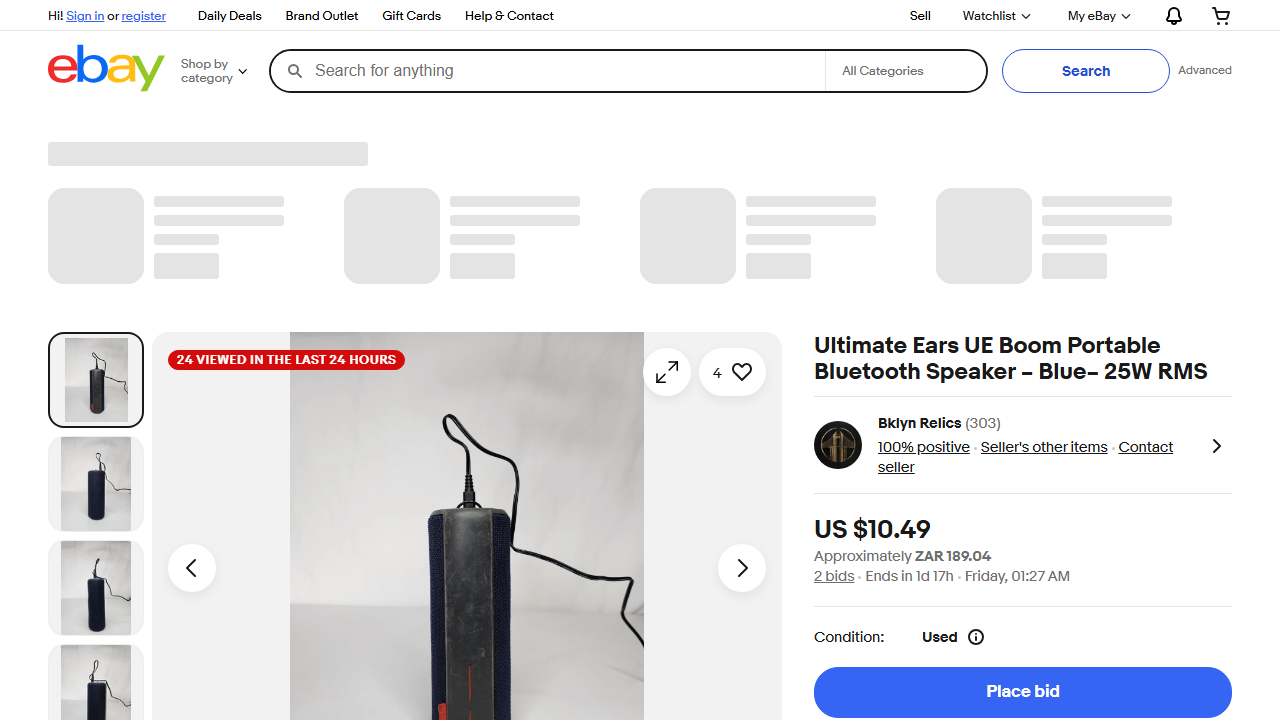 Hi! Sign in or register
Daily Deals
Brand Outlet
Gift Cards
Help & Contact
Sell
Watchlist
My eBay
ebay
Shop by
category
Search for anything
All Categories
Search
Advanced
24 VIEWED IN THE LAST 24 HOURS
4
Ultimate Ears UE Boom Portable
Bluetooth Speaker – Blue– 25W RMS
Bklyn Relics (303)
100% positive • Seller's other items • Contact
seller
US $10.49
Approximately ZAR 189.04
2 bids • Ends in 1d 17h • Friday, 01:27 AM
Condition:
Used
Place bid